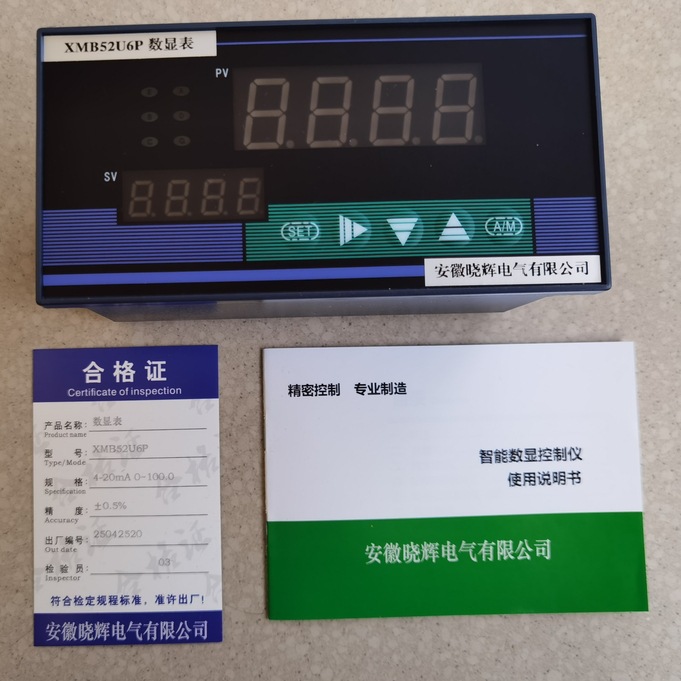 XMB52U6P 数显表
PV
SV
SET
A/M
安徽晓辉电气有限公司
合格证
Certificate of inspection
产品名称: 数显表
Product name
型 号: XMB52U6P
Type/Mode
规 格: 4-20mA 0-100.0
Specification
精 度: ±0.5%
Accuracy
出厂编号: 25042520
Out date
检 验 员: 03
Inspector
符合检定规程标准，准许出厂!
安徽晓辉电气有限公司
精密控制 专业制造
智能数显控制仪
使用说明书
安徽晓辉电气有限公司